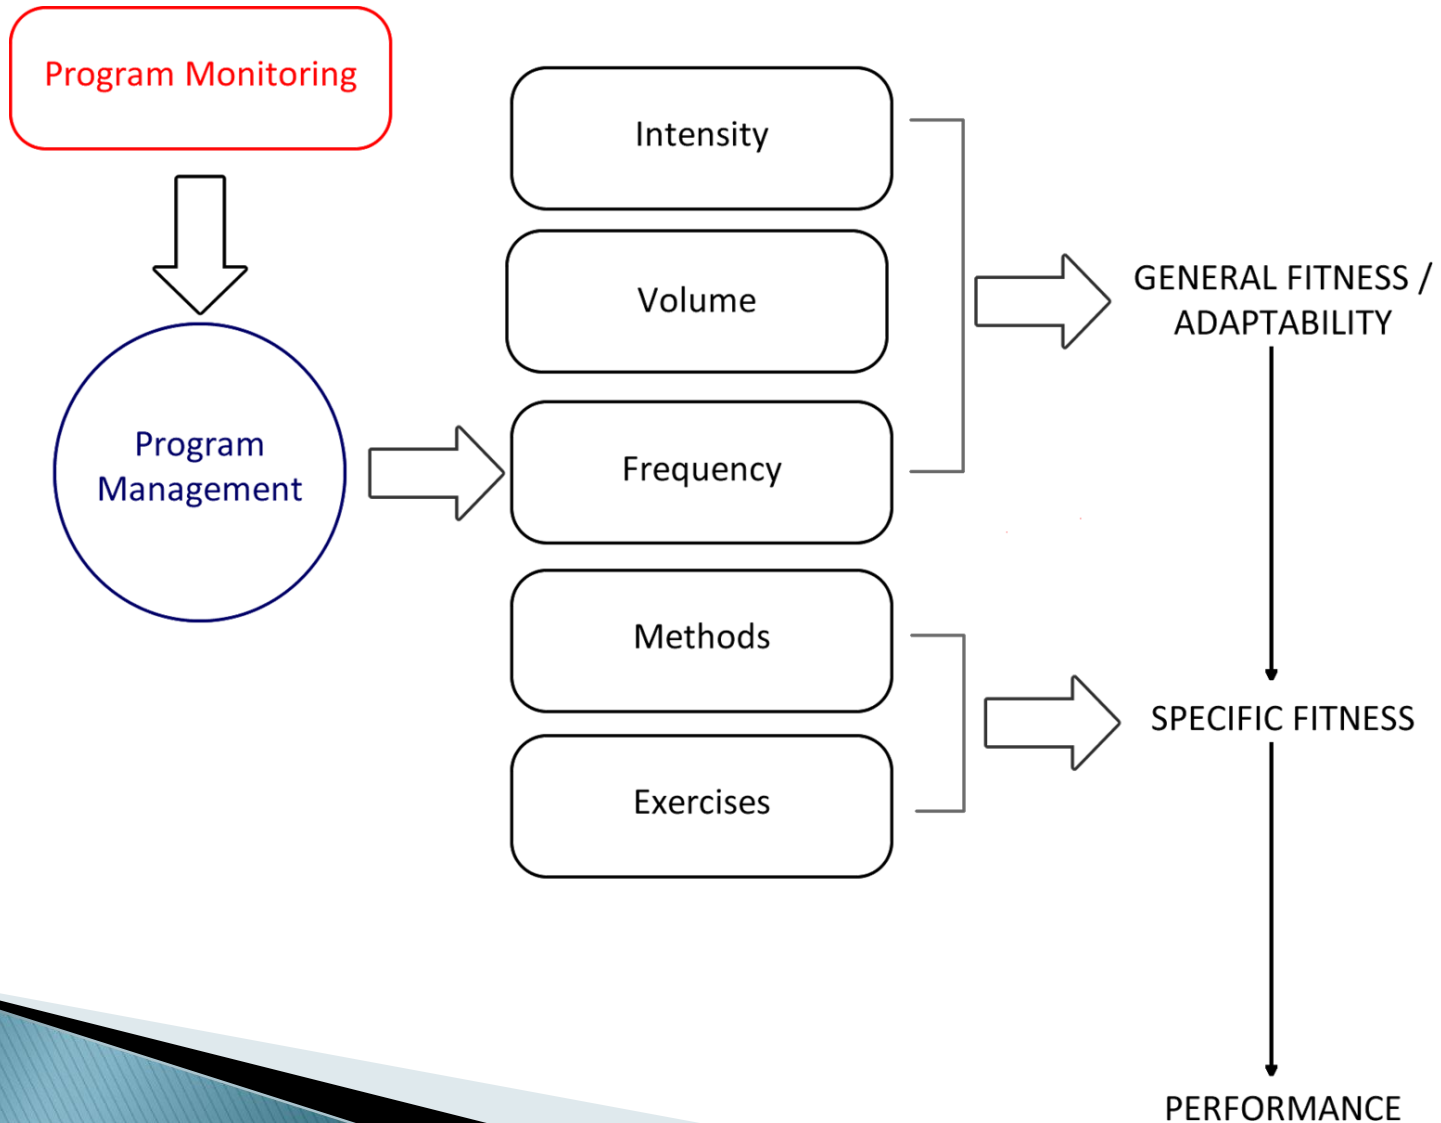 Program Monitoring
Program
Management
Intensity
Volume
Frequency
Methods
Exercises
GENERAL FITNESS /
ADAPTABILITY
SPECIFIC FITNESS
PERFORMANCE